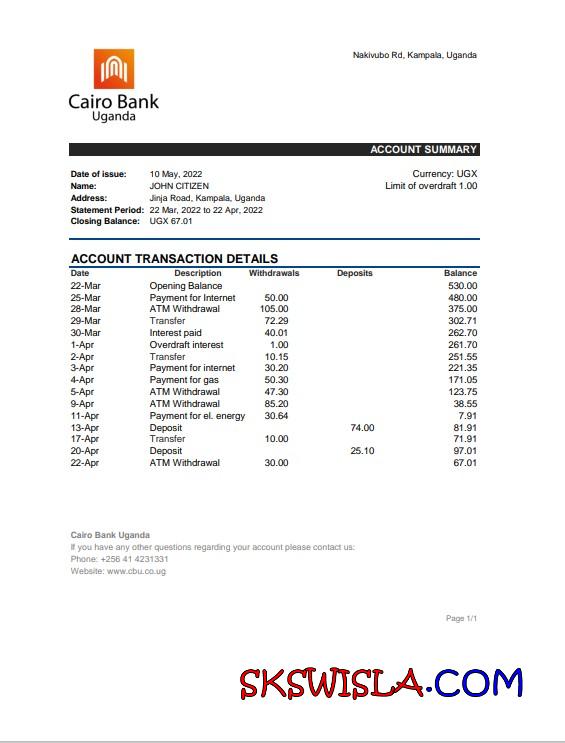 Nakivubo Rd, Kampala, Uganda
Cairo Bank
Uganda
ACCOUNT SUMMARY
Date of issue: 10 May, 2022
Currency: UGX
Name: JOHN CITIZEN
Limit of overdraft 1.00
Address: Jinja Road, Kampala, Uganda
Statement Period: 22 Mar, 2022 to 22 Apr, 2022
Closing Balance: UGX 67.01
ACCOUNT TRANSACTION DETAILS
Date Description Withdrawals Deposits Balance
22-Mar Opening Balance 530.00
25-Mar Payment for Internet 50.00 480.00
28-Mar ATM Withdrawal 105.00 375.00
29-Mar Transfer 72.29 302.71
30-Mar Interest paid 40.01 262.70
1-Apr Overdraft interest 1.00 261.70
2-Apr Transfer 10.15 251.55
3-Apr Payment for internet 30.20 221.35
4-Apr Payment for gas 50.30 171.05
5-Apr ATM Withdrawal 47.30 123.75
9-Apr ATM Withdrawal 85.20 38.55
11-Apr Payment for el. energy 30.64 7.91
13-Apr Deposit 74.00 81.91
17-Apr Transfer 10.00 71.91
20-Apr Deposit 25.10 97.01
22-Apr ATM Withdrawal 30.00 67.01
Cairo Bank Uganda
If you have any other questions regarding your account please contact us:
Phone: +256 41 4231331
Website: www.cbu.co.ug
Page 1/1
SKSWISLA.COM